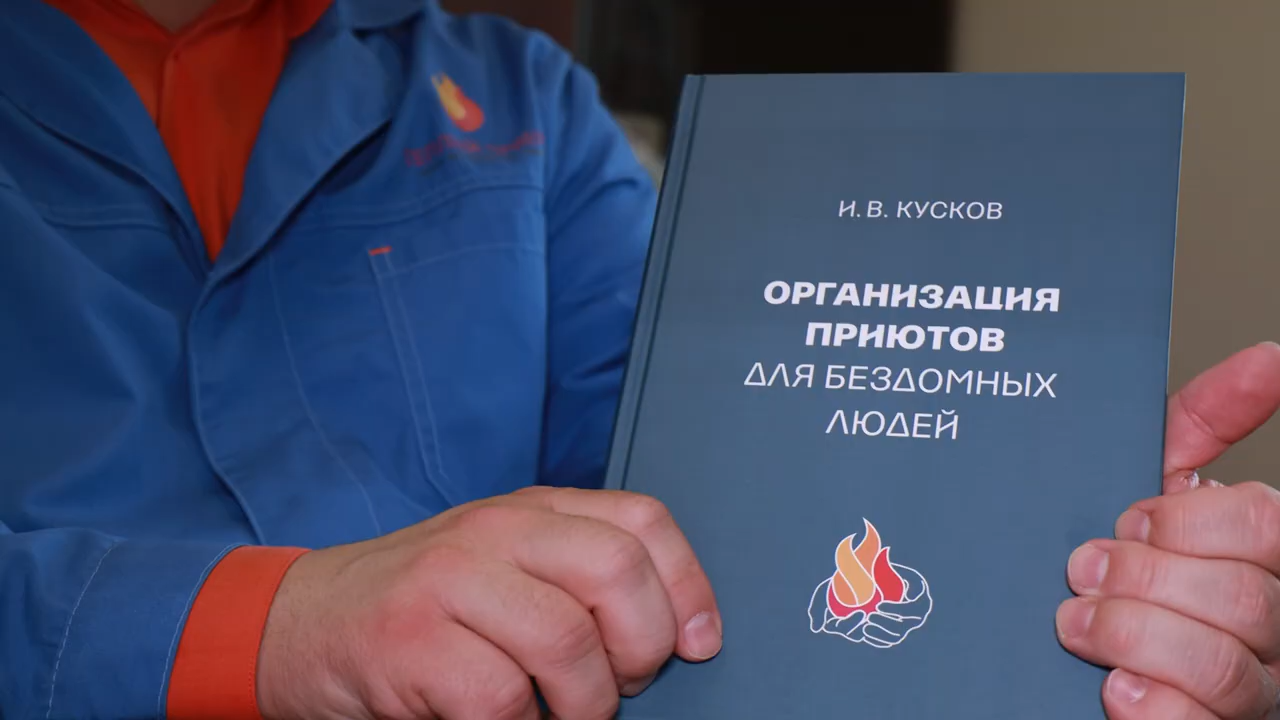 И. В. КУСКОВ
ОРГАНИЗАЦИЯ
ПРИЮТОВ
ДЛЯ БЕЗДОМНЫХ
ЛЮДЕЙ